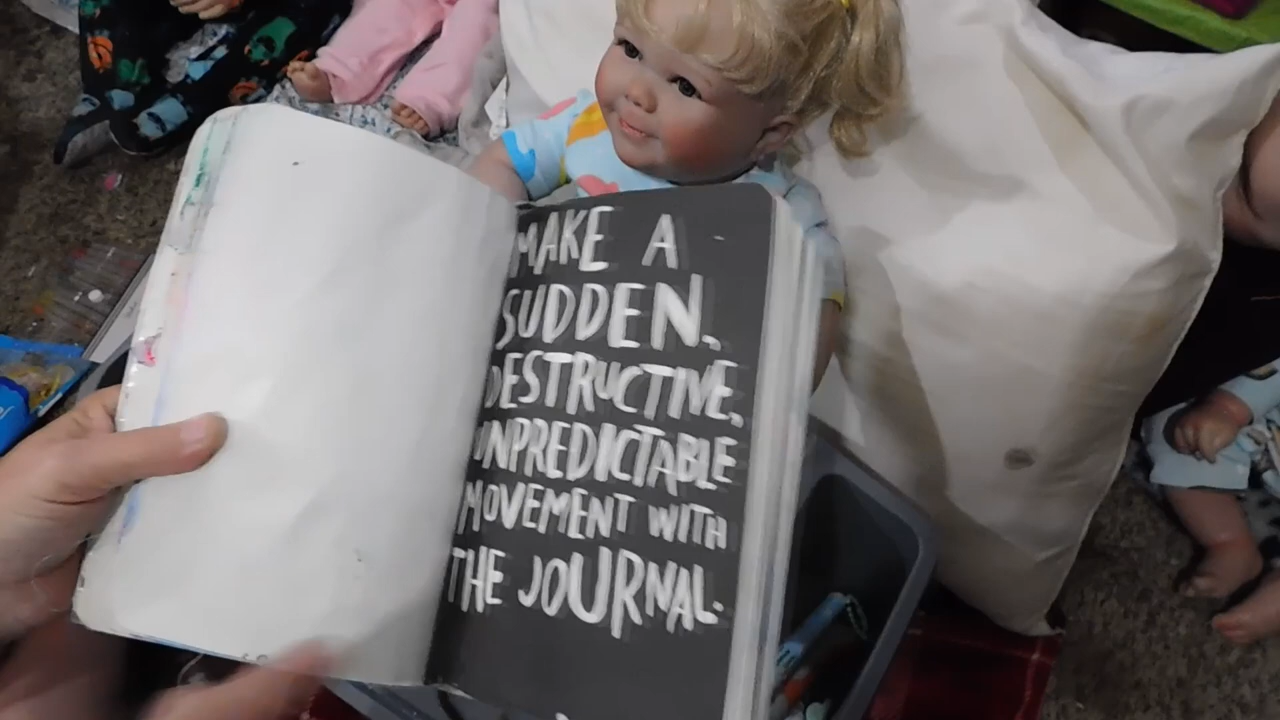 MAKE A
SUDDEN,
DESTRUCTIVE,
UNPREDICTABLE
MOVEMENT WITH
THE JOURNAL.